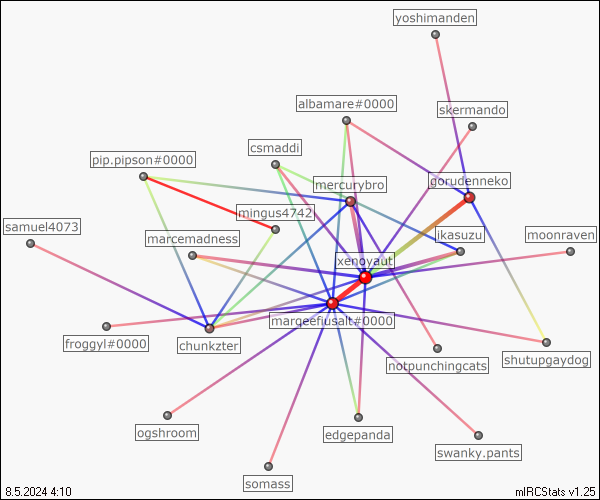 yoshimanden
albamare#0000
skermando
csmaddi
pip.pipson#0000
mercurybro
gorudenneko
mingus4742
samuel4073
marcemadness
jkasuzu
moonraven
xenoyaut
margeefusalt#0000
froggyl#0000
chunkzter
notpunchingcats
shutupgaydog
ogshroom
edgepanda
swanky.pants
somass
8.5.2024 4:10
mIRCStats v1.25